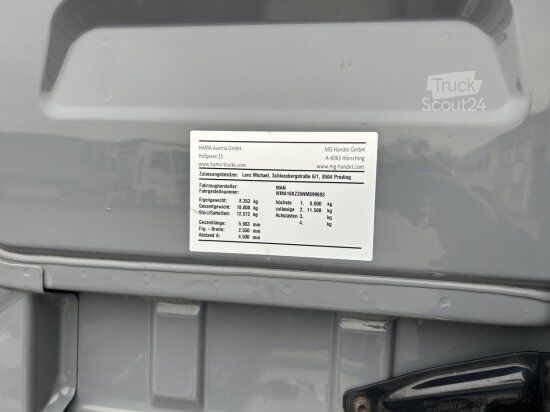 Truck
Scout24
HAMA Austria GmbH MG Handel GmbH
Hofgasse 25 A-4063 Hörsching
www.hama-trucks.com www.mg-handel.com
Zulassungsbesitzer: Lenz Michael, Schlossbergstraße 6/1, 8504 Preding
Fahrzeughersteller: MAN
Fahrgestellnummer: WMA10KZZ8NM899693
Eigengewicht: 8.353 kg höchste 1. 8.000 kg
Gesamtgewicht: 18.000 kg zulässige 2. 11.500 kg
Stütz/Sattellast: 12.572 kg Achslasten 3. kg
4. kg
Gesamtlänge: 5.983 mm
Fzg. - Breite: 2.550 mm
Abstand A: 4.500 mm